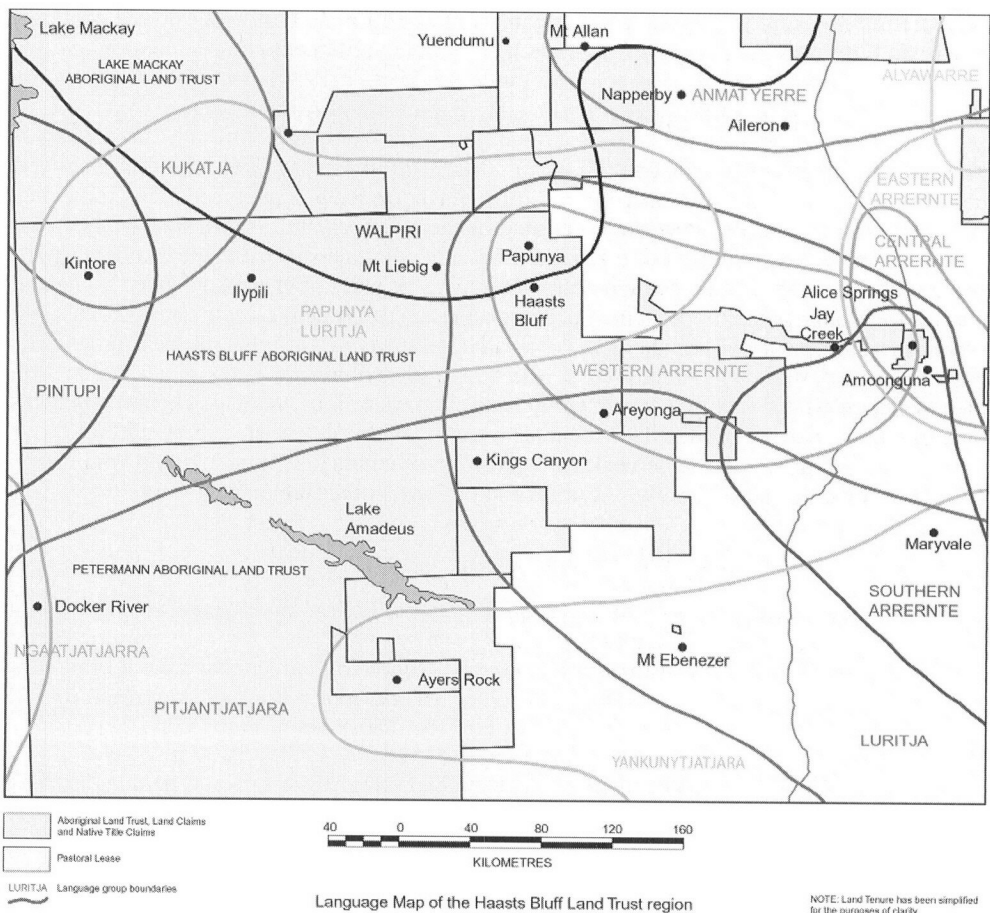 Lake Mackay
Yuendumu
Mt Allan
LAKE MACKAY
ABORIGINAL LAND TRUST
ALYAWARRE
Napperby
ANMATYERRE
Aileron
KUKATJA
EASTERN
ARRERNTE
WALPIRI
CENTRAL
ARRERNTE
Papunya
Kintore
Mt Liebig
Ilypili
Haasts
Bluff
Alice Springs
Jay
Creek
PAPUNYA
LURITJA
HAASTS BLUFF ABORIGINAL LAND TRUST
WESTERN ARRERNTE
Amoonguna
PINTUPI
Areyonga
Kings Canyon
Lake
Amadeus
Maryvale
PETERMANN ABORIGINAL LAND TRUST
SOUTHERN
ARRERNTE
Docker River
NGAATJATJARRA
Mt Ebenezer
Ayers Rock
PITJANTJATJARA
LURITJA
YANKUNYTJATJARA
Aboriginal Land Trust, Land Claims
and Native Title Claims
40 0 40 80 120 160
KILOMETRES
Pastoral Lease
LURITJA Language group boundaries
Language Map of the Haasts Bluff Land Trust region
NOTE: Land Tenure has been simplified
for the purposes of clarity